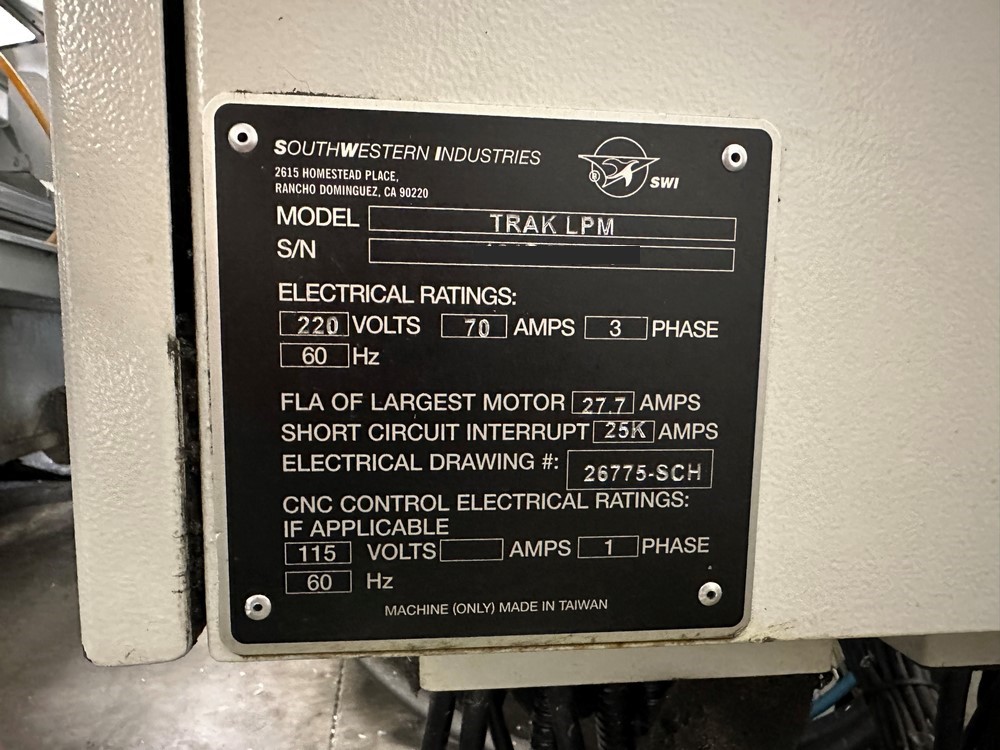 SOUTHWESTERN INDUSTRIES
2615 HOMESTEAD PLACE,
RANCHO DOMINGUEZ, CA 90220
SWI
MODEL TRAK LPM
S/N
ELECTRICAL RATINGS:
220 VOLTS 70 AMPS 3 PHASE
60 Hz
FLA OF LARGEST MOTOR 27.7 AMPS
SHORT CIRCUIT INTERRUPT 25K AMPS
ELECTRICAL DRAWING #: 26775-SCH
CNC CONTROL ELECTRICAL RATINGS:
IF APPLICABLE
115 VOLTS AMPS 1 PHASE
60 Hz
MACHINE (ONLY) MADE IN TAIWAN